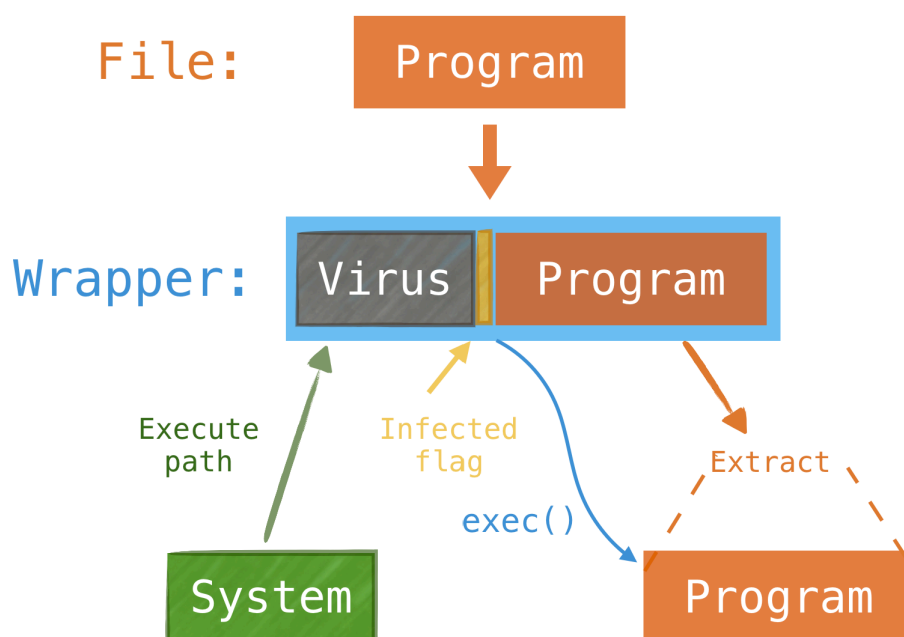 File:
Program
Wrapper:
Virus
Program
Execute
path
Infected
flag
Extract
exec()
System
Program